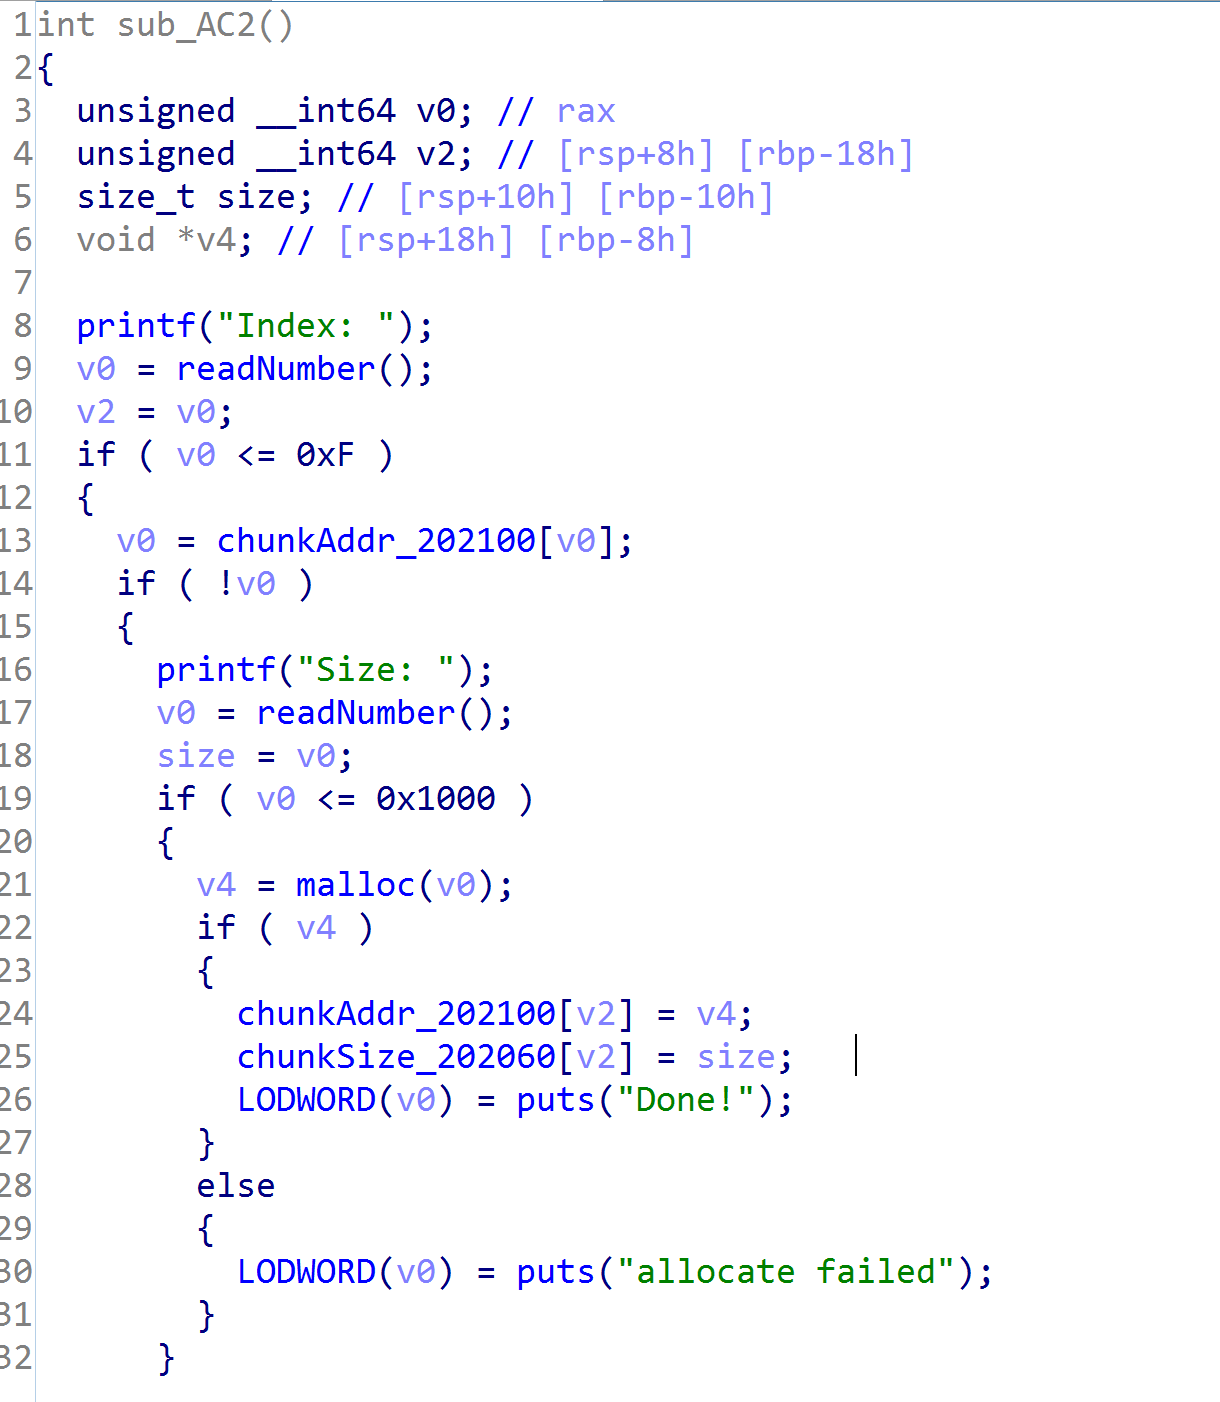 1 int sub_AC2()
2 {
3   unsigned __int64 v0; // rax
4   unsigned __int64 v2; // [rsp+8h] [rbp-18h]
5   size_t size; // [rsp+10h] [rbp-10h]
6   void *v4; // [rsp+18h] [rbp-8h]
7
8   printf("Index: ");
9   v0 = readNumber();
10   v2 = v0;
11   if ( v0 <= 0xF )
12   {
13     v0 = chunkAddr_202100[v0];
14     if ( !v0 )
15     {
16       printf("Size: ");
17       v0 = readNumber();
18       size = v0;
19       if ( v0 <= 0x1000 )
20       {
21         v4 = malloc(v0);
22         if ( v4 )
23         {
24           chunkAddr_202100[v2] = v4;
25           chunkSize_202060[v2] = size;
26           LODWORD(v0) = puts("Done!");
27         }
28         else
29         {
30           LODWORD(v0) = puts("allocate failed");
31         }
32       }